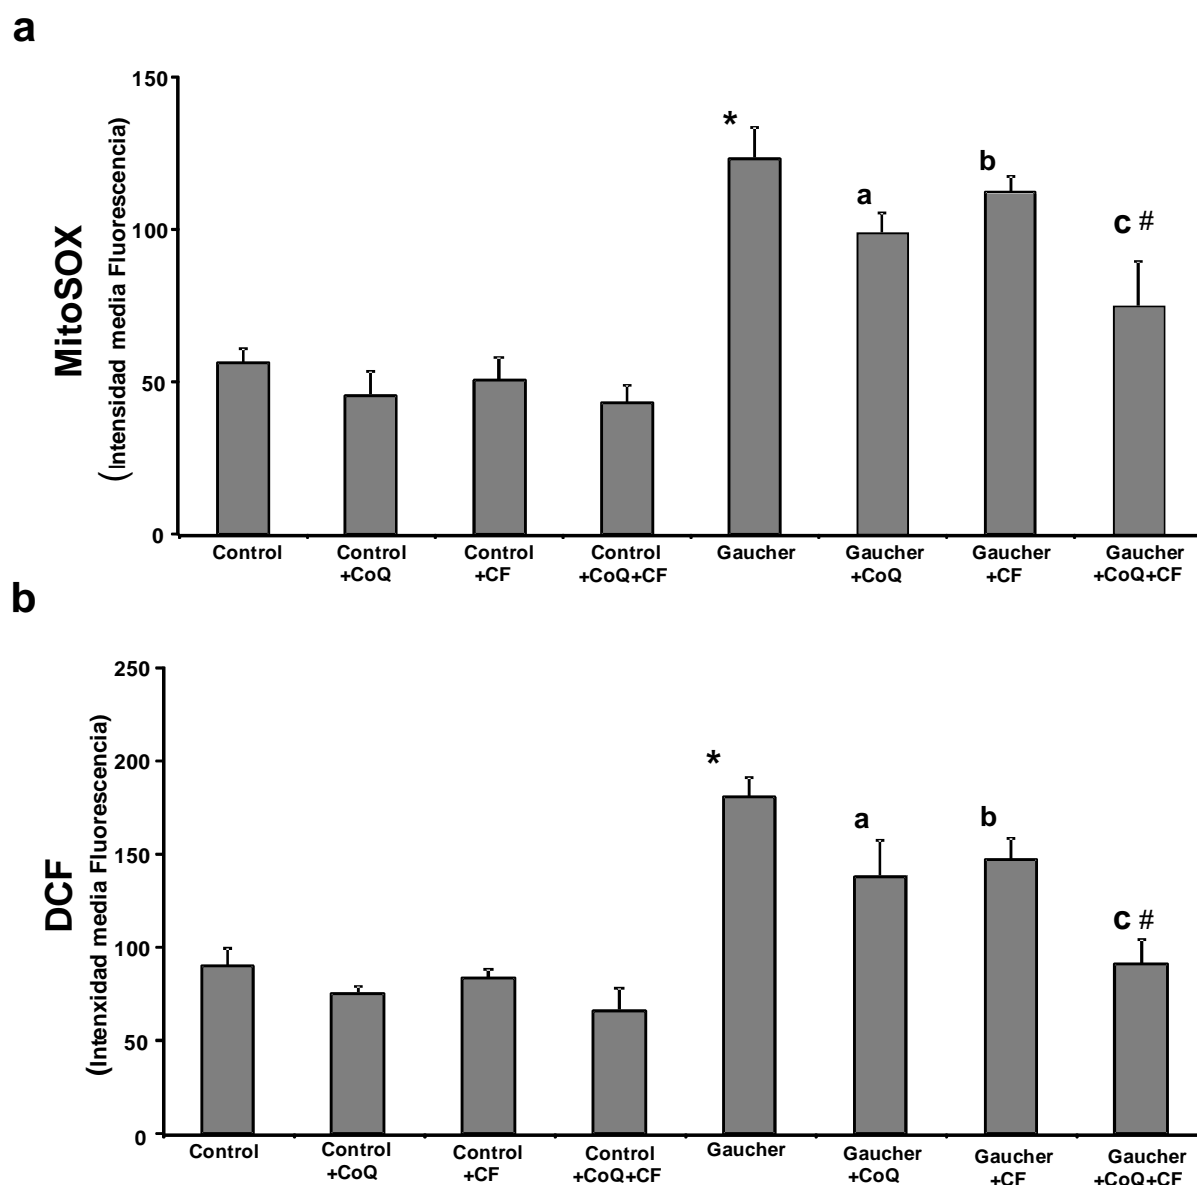 a
MitoSOX
(Intensidad media Fluorescencia)
150
100
50
0
*
a
b
c #
Control
Control
+CoQ
Control
+CF
Control
+CoQ+CF
Gaucher
Gaucher
+CoQ
Gaucher
+CF
Gaucher
+CoQ+CF
b
DCF
(Intenxidad media Fluorescencia)
250
200
150
100
50
0
*
a
b
c #
Control
Control
+CoQ
Control
+CF
Control
+CoQ+CF
Gaucher
Gaucher
+CoQ
Gaucher
+CF
Gaucher
+CoQ+CF